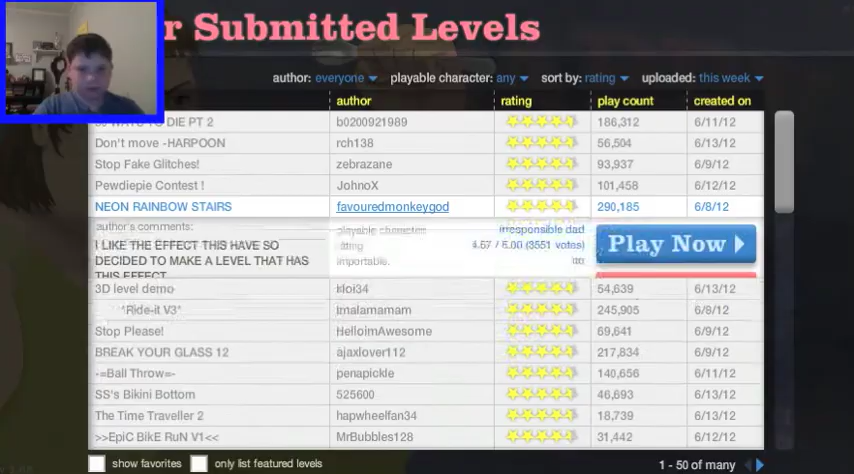 r Submitted Levels
author: everyone playable character: any sort by: rating uploaded: this week
author rating play count created on
WAYS TO DIE PT 2 b0200921989 186,312 6/11/12
Don't move -HARPOON rch138 56,504 6/13/12
Stop Fake Glitches! zebrazane 93,937 6/9/12
Pewdiepie Contest ! JohnoX 101,458 6/12/12
NEON RAINBOW STAIRS favouredmonkeygod 290,185 6/8/12
author's comments: playable character: irresponsible dad
I LIKE THE EFFECT THIS HAVE SO rating 4.67 / 5.00 (3551 votes) Play Now
DECIDED TO MAKE A LEVEL THAT HAS importable.
THIS EFFECT
3D level demo kloi34 54,639 6/13/12
*Ride-it V3* Imalamamam 245,905 6/8/12
Stop Please! HelloimAwesome 69,641 6/9/12
BREAK YOUR GLASS 12 ajaxlover112 217,834 6/9/12
-=Ball Throw=- penapickle 140,656 6/11/12
SS's Bikini Bottom 525600 46,693 6/13/12
The Time Traveller 2 hapwheelfan34 18,739 6/13/12
>>EpiC BikE RuN V1<< MrBubbles128 31,442 6/12/12
show favorites only list featured levels 1 - 50 of many